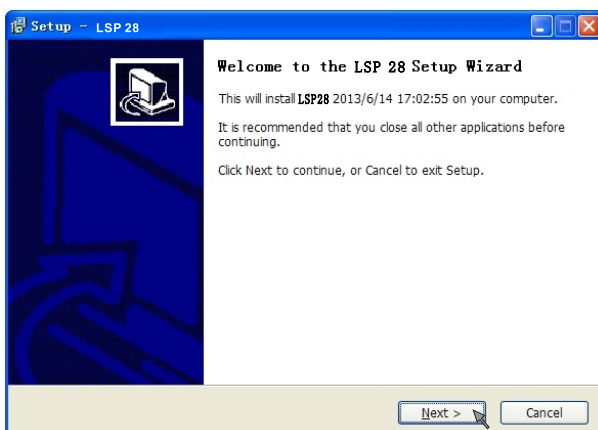 Setup - LSP 28
Welcome to the LSP 28 Setup Wizard
This will install LSP28 2013/6/14 17:02:55 on your computer.
It is recommended that you close all other applications before
continuing.
Click Next to continue, or Cancel to exit Setup.
Next >
Cancel